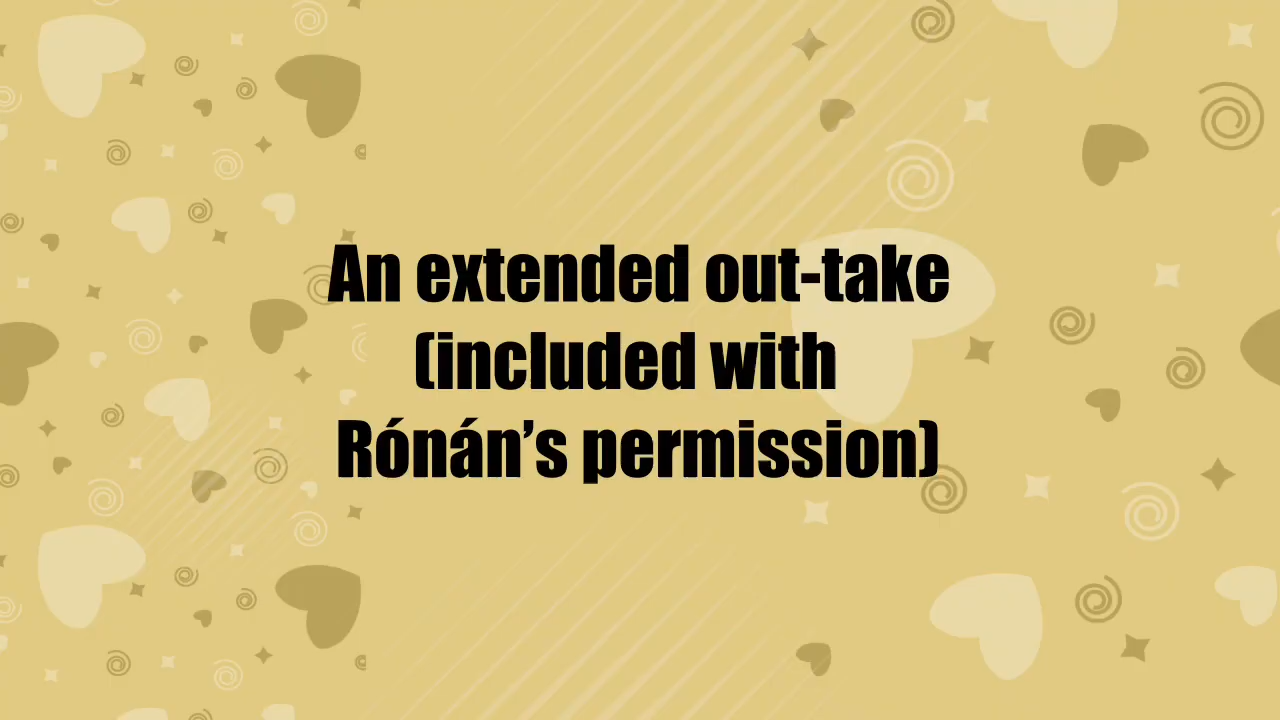 An extended out-take
(included with
Rónán’s permission)